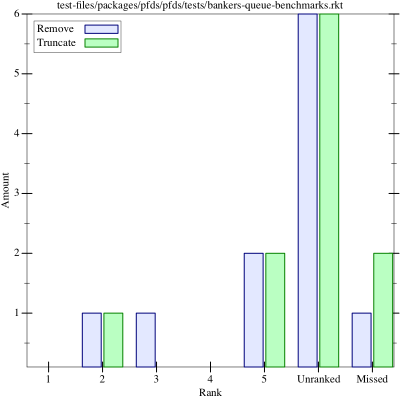 test-files/packages/pfds/pfds/tests/bankers-queue-benchmarks.rkt
Remove
Truncate
6
5
4
3
2
1
Amount
1 2 3 4 5 Unranked Missed
Rank